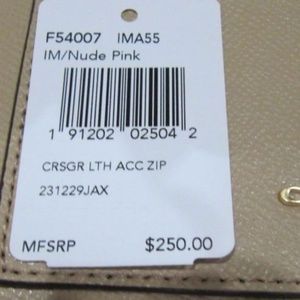 F54007 IMA55
IM/Nude Pink
1 91202 02504 2
CRSGR LTH ACC ZIP
231229JAX
MFSRP $250.00